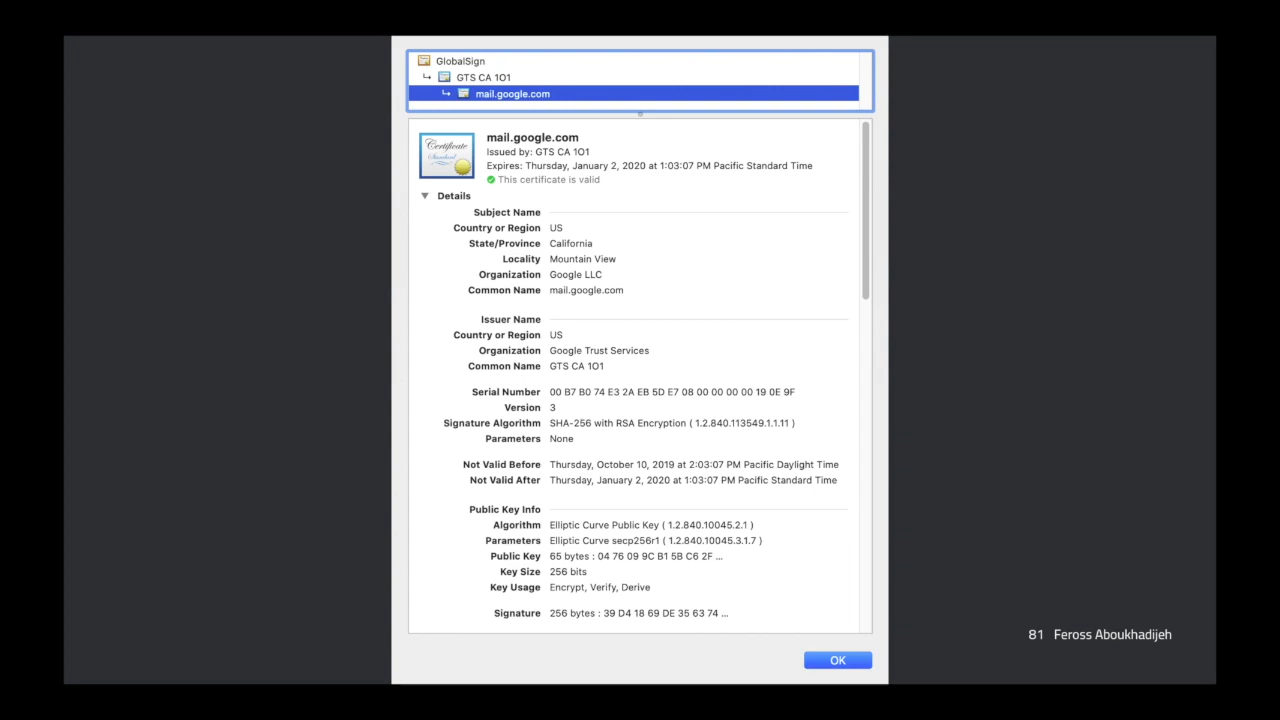 GlobalSign
GTS CA 1O1
mail.google.com
Certificate
Standard
mail.google.com
Issued by: GTS CA 1O1
Expires: Thursday, January 2, 2020 at 1:03:07 PM Pacific Standard Time
This certificate is valid
Details
Subject Name
Country or Region US
State/Province California
Locality Mountain View
Organization Google LLC
Common Name mail.google.com
Issuer Name
Country or Region US
Organization Google Trust Services
Common Name GTS CA 1O1
Serial Number 00 B7 B0 74 E3 2A EB 5D E7 08 00 00 00 00 19 0E 9F
Version 3
Signature Algorithm SHA-256 with RSA Encryption ( 1.2.840.113549.1.1.11 )
Parameters None
Not Valid Before Thursday, October 10, 2019 at 2:03:07 PM Pacific Daylight Time
Not Valid After Thursday, January 2, 2020 at 1:03:07 PM Pacific Standard Time
Public Key Info
Algorithm Elliptic Curve Public Key ( 1.2.840.10045.2.1 )
Parameters Elliptic Curve secp256r1 ( 1.2.840.10045.3.1.7 )
Public Key 65 bytes : 04 76 09 9C B1 5B C6 2F ...
Key Size 256 bits
Key Usage Encrypt, Verify, Derive
Signature 256 bytes : 39 D4 18 69 DE 35 63 74 ...
81 Feross Aboukhadijeh
OK